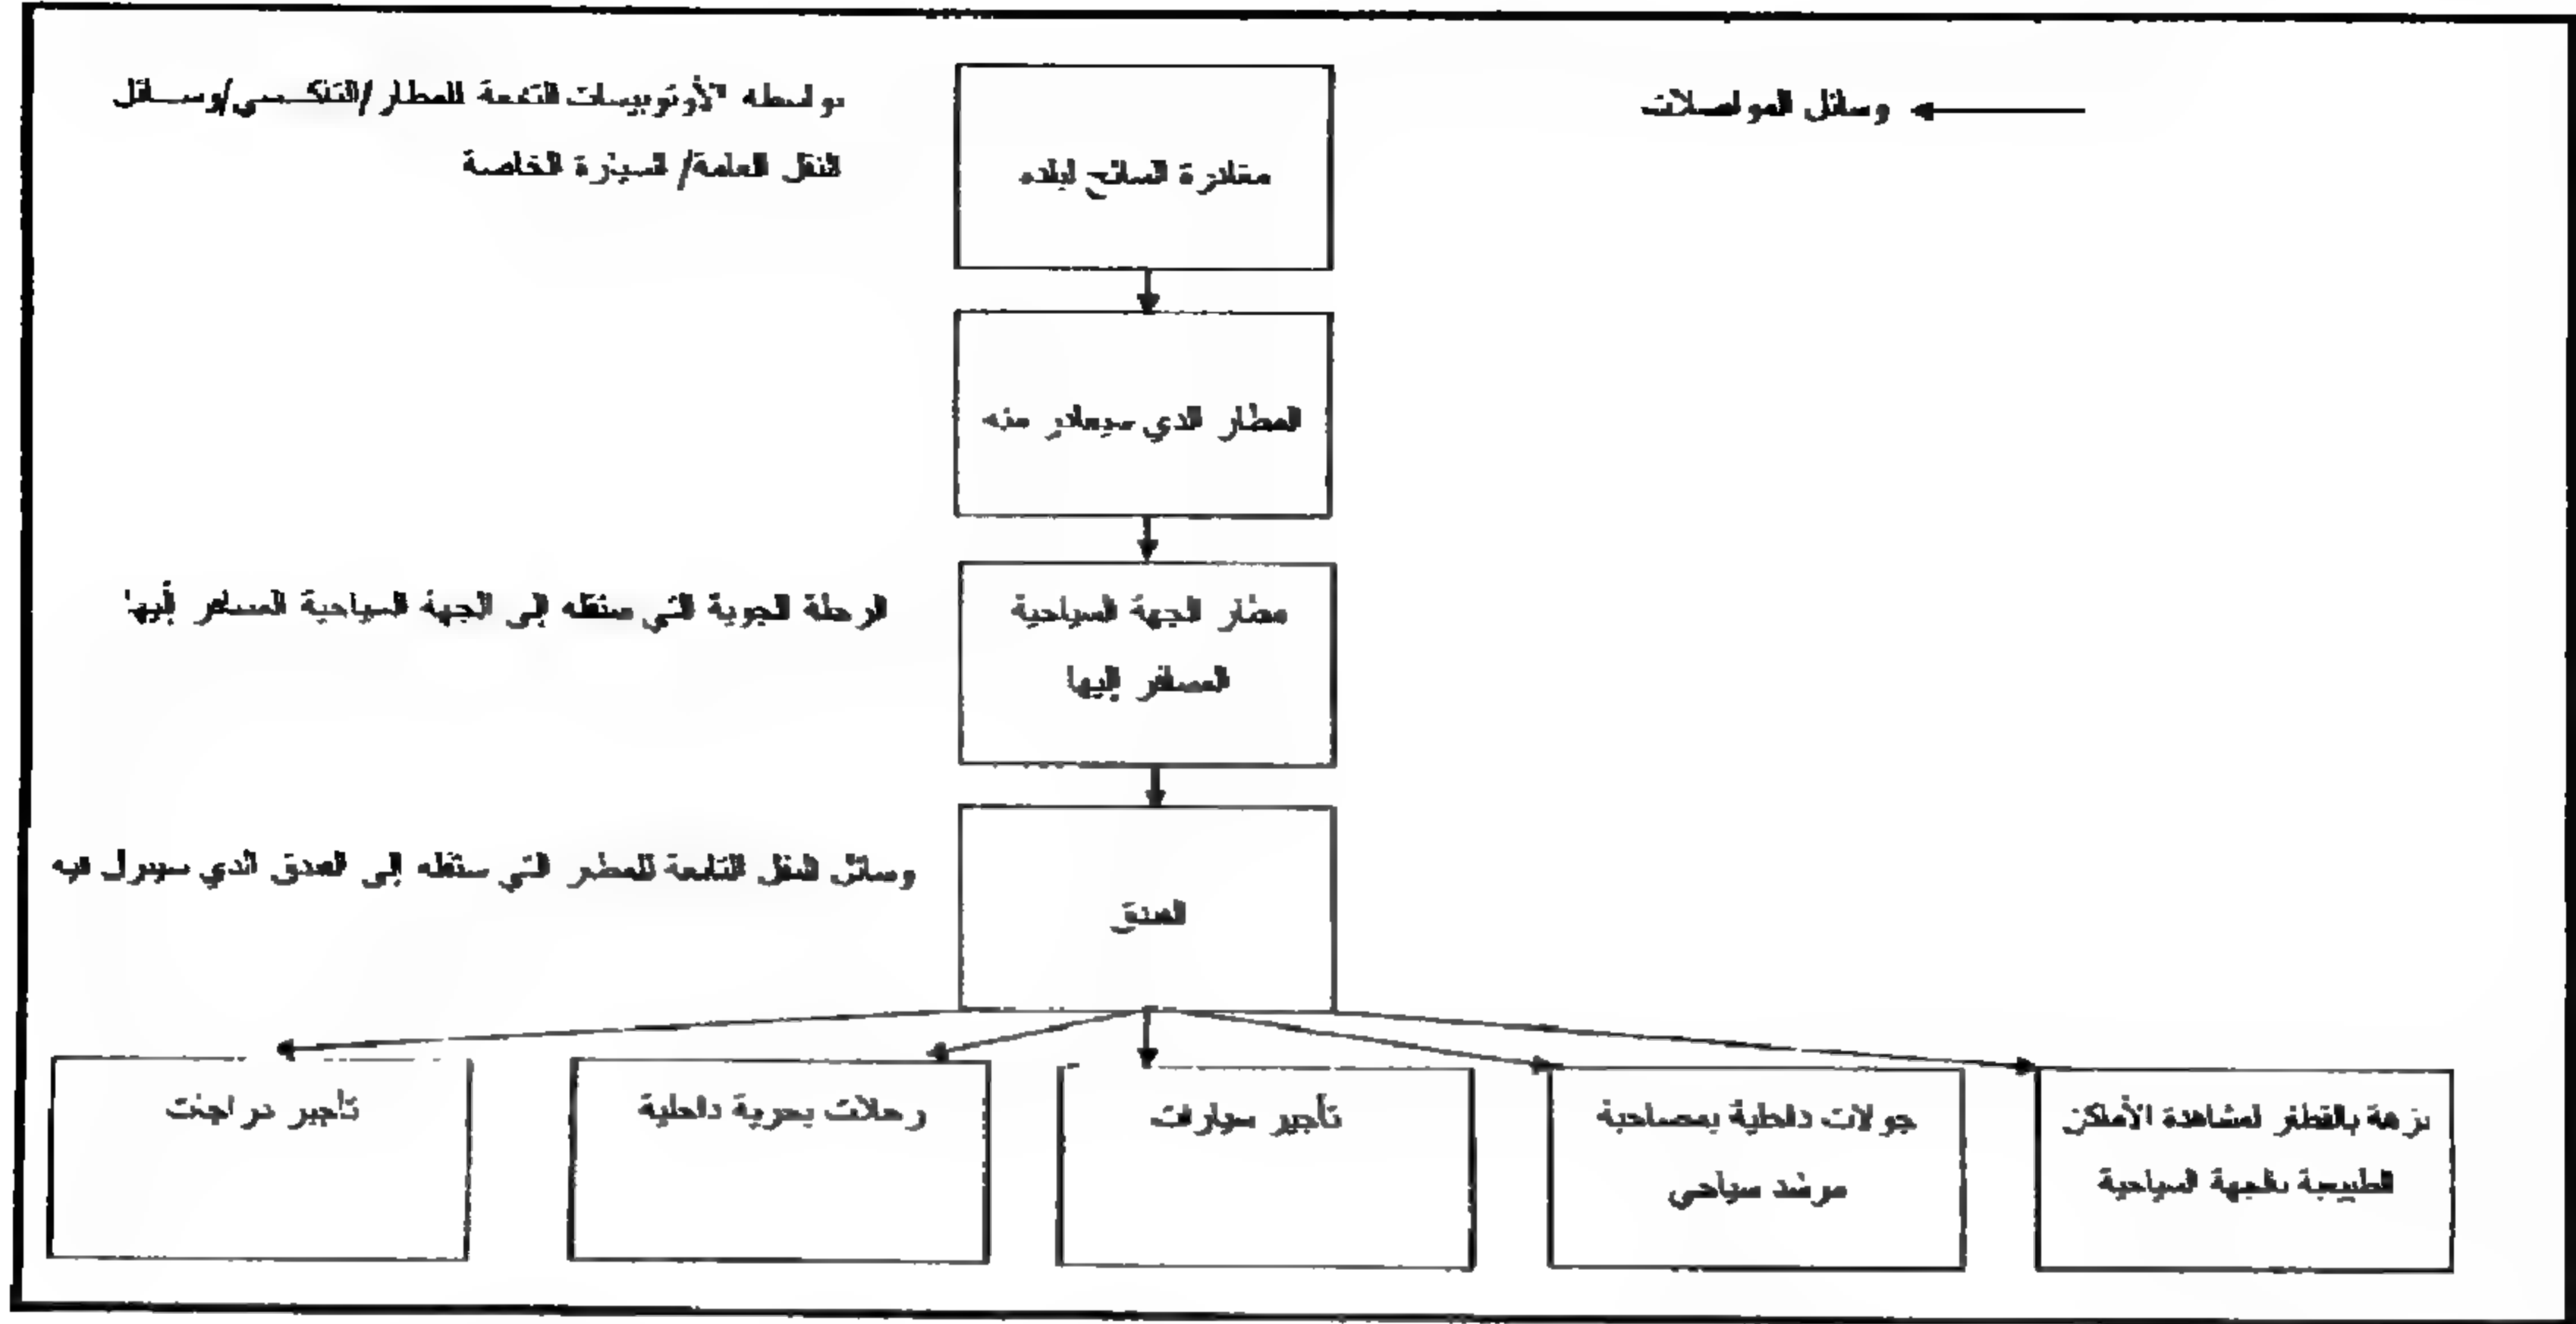 وسائل المواصلات
مغادرة السائح لبلده
بواسطه الأوتوبيسات التابعة للمطار/التاكسي/وسائل
النقل العامة/ السيارة الخاصة
المطار الذي سيغادر منه
مطار الجهة السياحية
المسافر إليها
الرحلة الجوية التي ستقله إلى الجهة السياحية المسافر إليها
الفندق
وسائل النقل التابعة للمطار التي ستقله إلى الفندق الذي سينزل فيه
نزهة بالقطار لمشاهدة الأماكن
الطبيعية بالجهة السياحية
جولات داخلية بمصاحبة
مرشد سياحي
تأجير سيارات
رحلات بحرية داخلية
تأجير دراجات